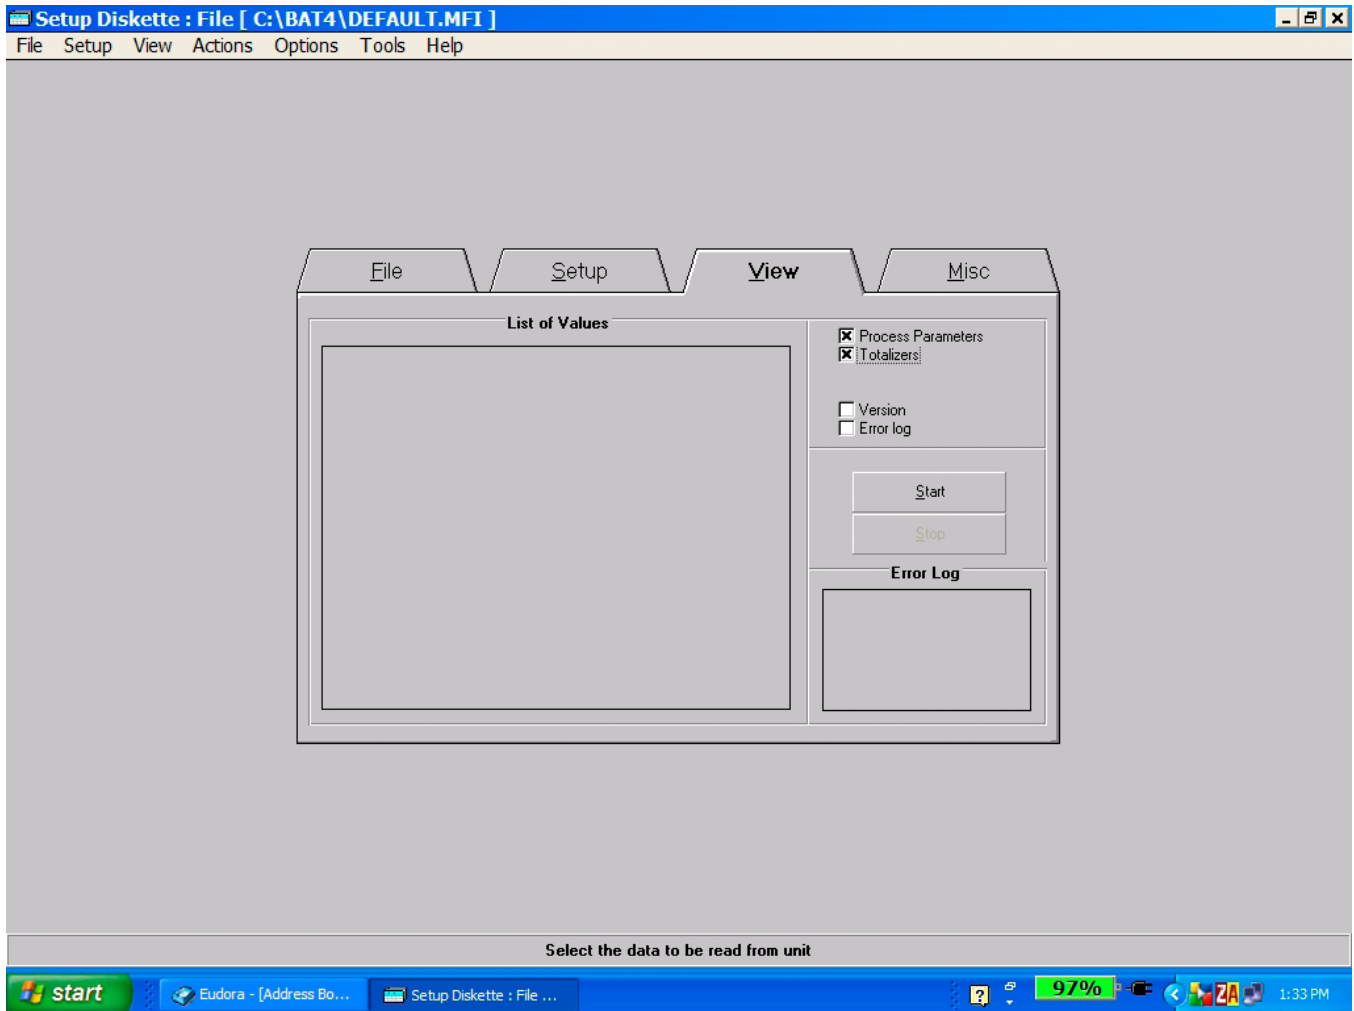 Setup Diskette : File [ C:\BAT4\DEFAULT.MFI ]
File Setup View Actions Options Tools Help
File Setup View Misc
List of Values
Process Parameters
Totalizers
Version
Error log
Start
Stop
Error Log
Select the data to be read from unit
start Eudora - [Address Bo... Setup Diskette : File ... ? 97% ZA 1:33 PM